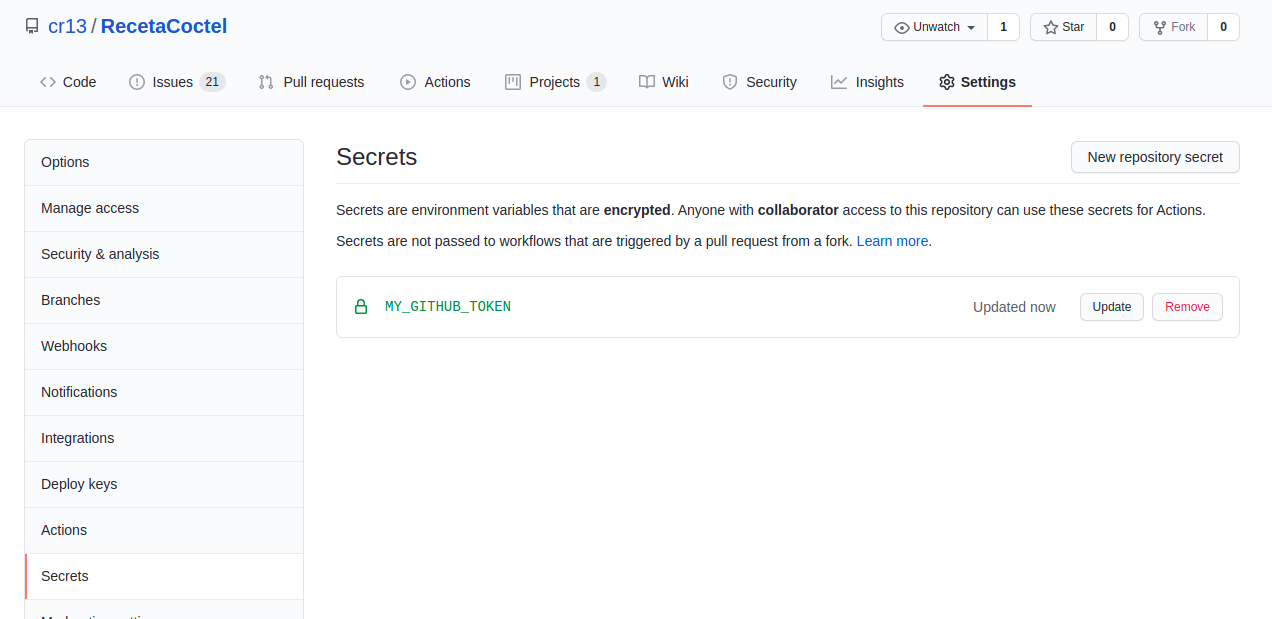 cr13 / RecetaCoctel
Unwatch 1 Star 0 Fork 0
Code Issues 21 Pull requests Actions Projects 1 Wiki Security Insights Settings
Options
Manage access
Security & analysis
Branches
Webhooks
Notifications
Integrations
Deploy keys
Actions
Secrets
Secrets
New repository secret
Secrets are environment variables that are encrypted. Anyone with collaborator access to this repository can use these secrets for Actions.
Secrets are not passed to workflows that are triggered by a pull request from a fork. Learn more.
MY_GITHUB_TOKEN Updated now Update Remove